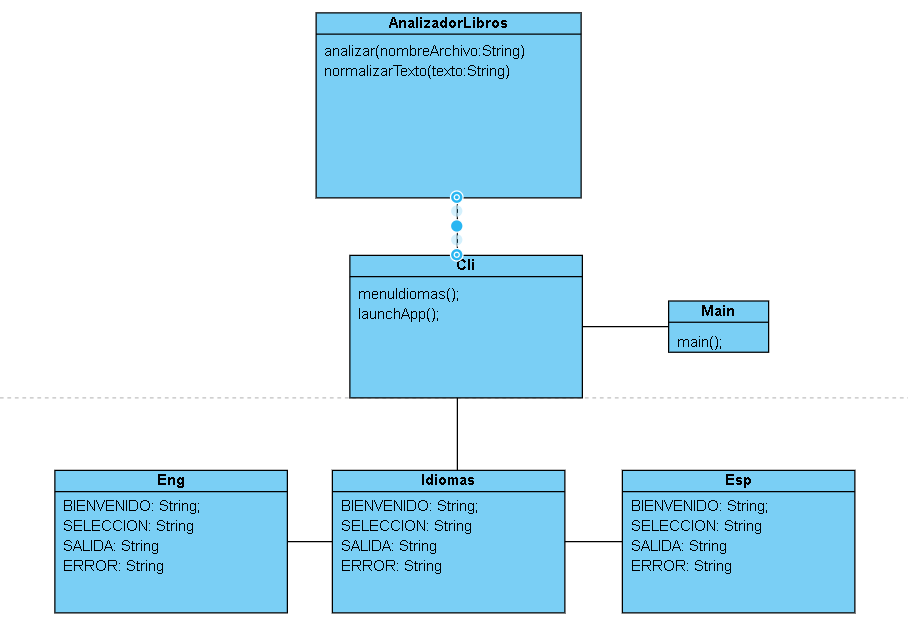 AnalizadorLibros
analizar(nombreArchivo:String)
normalizarTexto(texto:String)
Cli
menuIdiomas();
launchApp();
Main
main();
Eng
BIENVENIDO: String;
SELECCION: String
SALIDA: String
ERROR: String
Idiomas
BIENVENIDO: String;
SELECCION: String
SALIDA: String
ERROR: String
Esp
BIENVENIDO: String;
SELECCION: String
SALIDA: String
ERROR: String